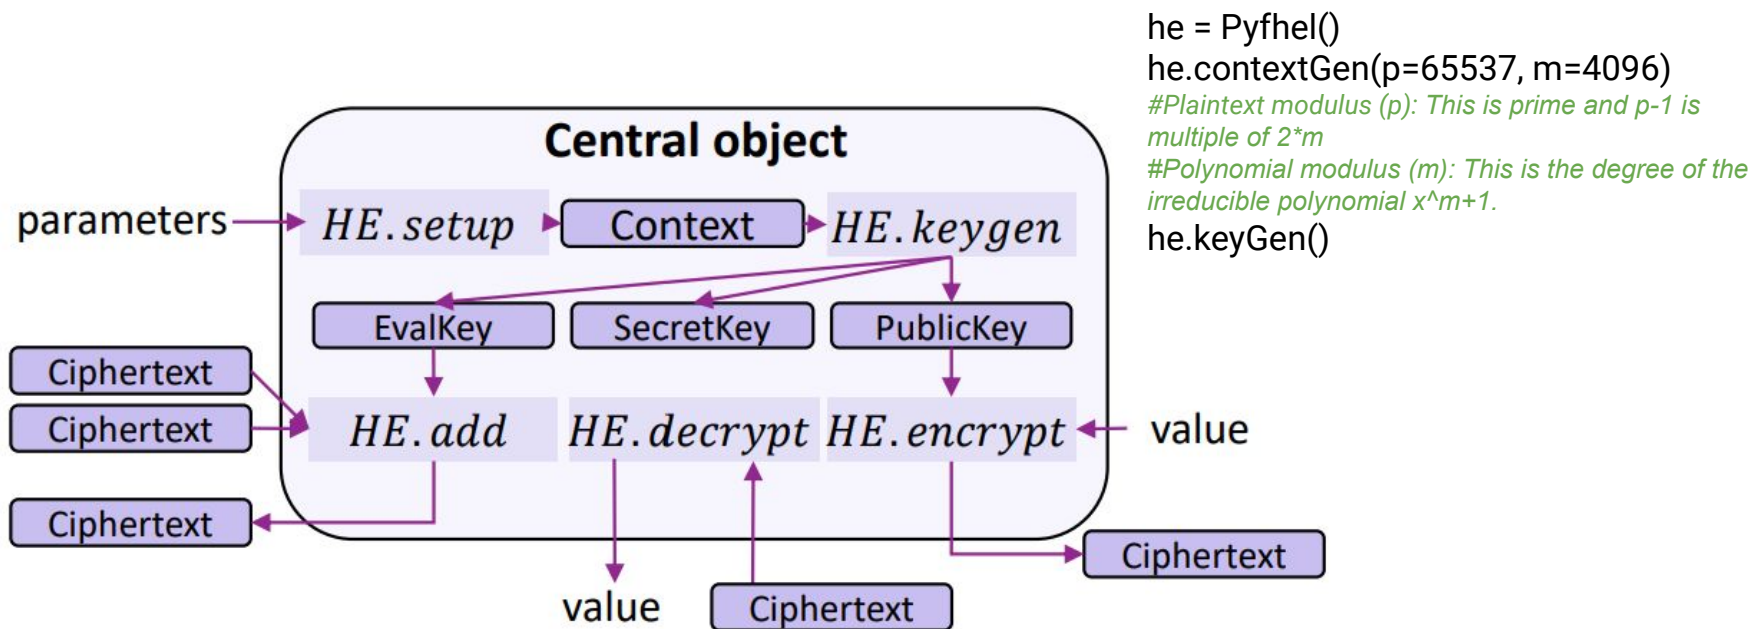 he = Pyfhel()
he.contextGen(p=65537, m=4096)
#Plaintext modulus (p): This is prime and p-1 is
multiple of 2*m
#Polynomial modulus (m): This is the degree of the
irreducible polynomial x^m+1.
he.keyGen()
Central object
parameters
HE.setup
Context
HE.keygen
EvalKey
SecretKey
PublicKey
Ciphertext
Ciphertext
HE.add
HE.decrypt
HE.encrypt
value
Ciphertext
Ciphertext
value
Ciphertext